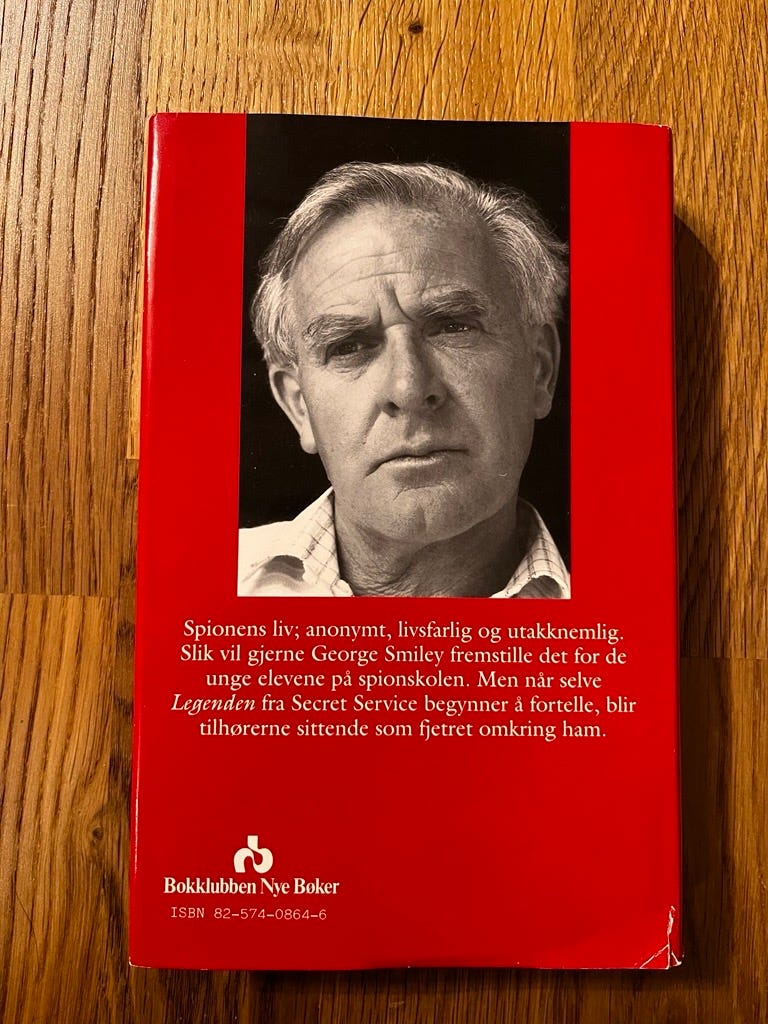 Spionens liv; anonymt, livsfarlig og utakknemlig.
Slik vil gjerne George Smiley fremstille det for de
unge elevene på spionskolen. Men når selve
Legenden fra Secret Service begynner å fortelle, blir
tilhørerne sittende som fjetret omkring ham.
Bokklubben Nye Bøker
ISBN 82-574-0864-6